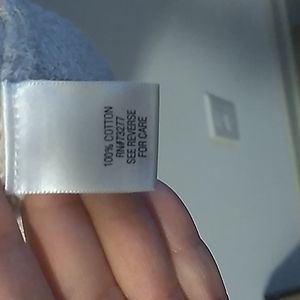 100% COTTON
RN#73277
SEE REVERSE
FOR CARE